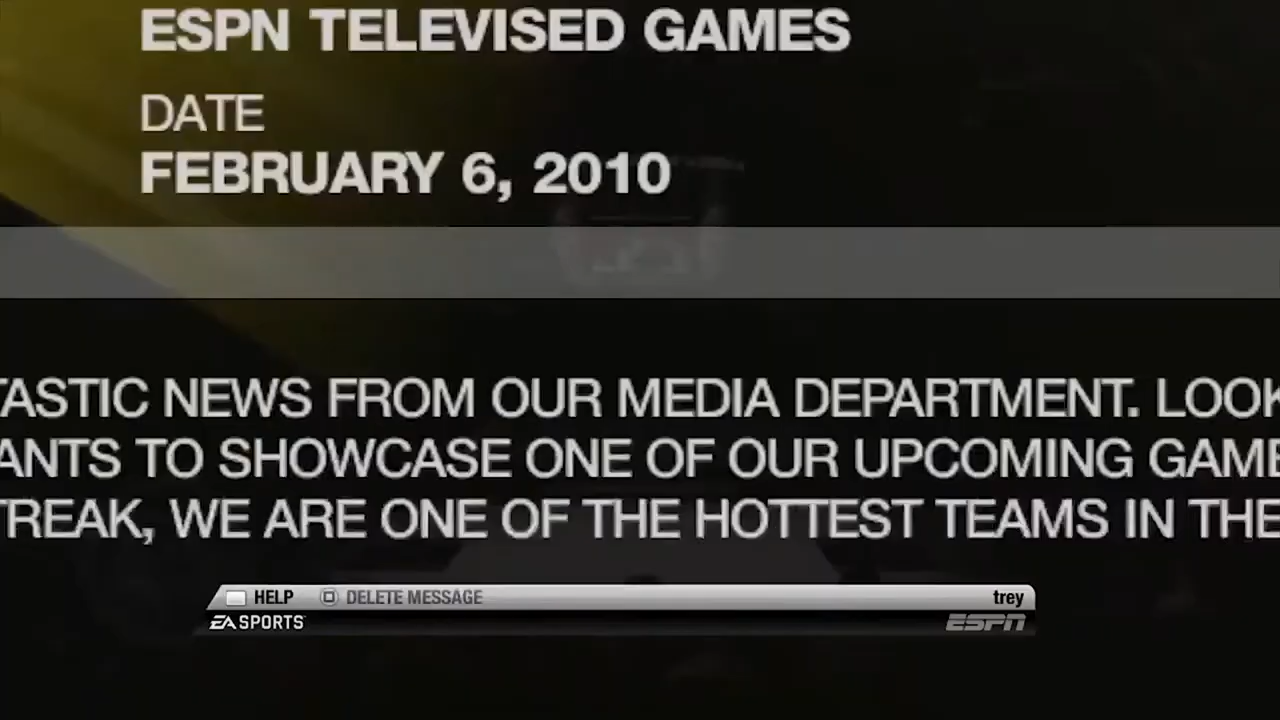 ESPN TELEVISED GAMES
DATE
FEBRUARY 6, 2010
TASTIC NEWS FROM OUR MEDIA DEPARTMENT. LOOK
ANTS TO SHOWCASE ONE OF OUR UPCOMING GAME
TREAK, WE ARE ONE OF THE HOTTEST TEAMS IN THE
HELP DELETE MESSAGE trey
EA SPORTS ESPN